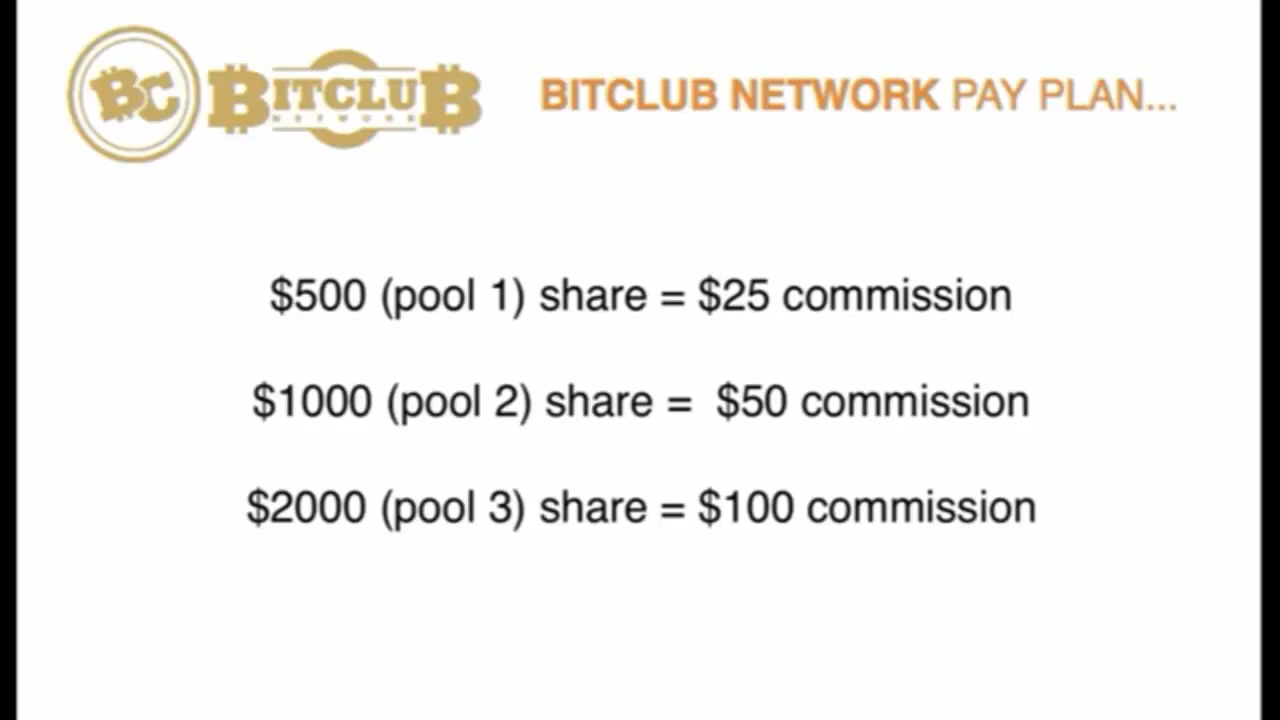 BC BITCLUB BITCLUB NETWORK PAY PLAN...
NETWORK
$500 (pool 1) share = $25 commission
$1000 (pool 2) share = $50 commission
$2000 (pool 3) share = $100 commission